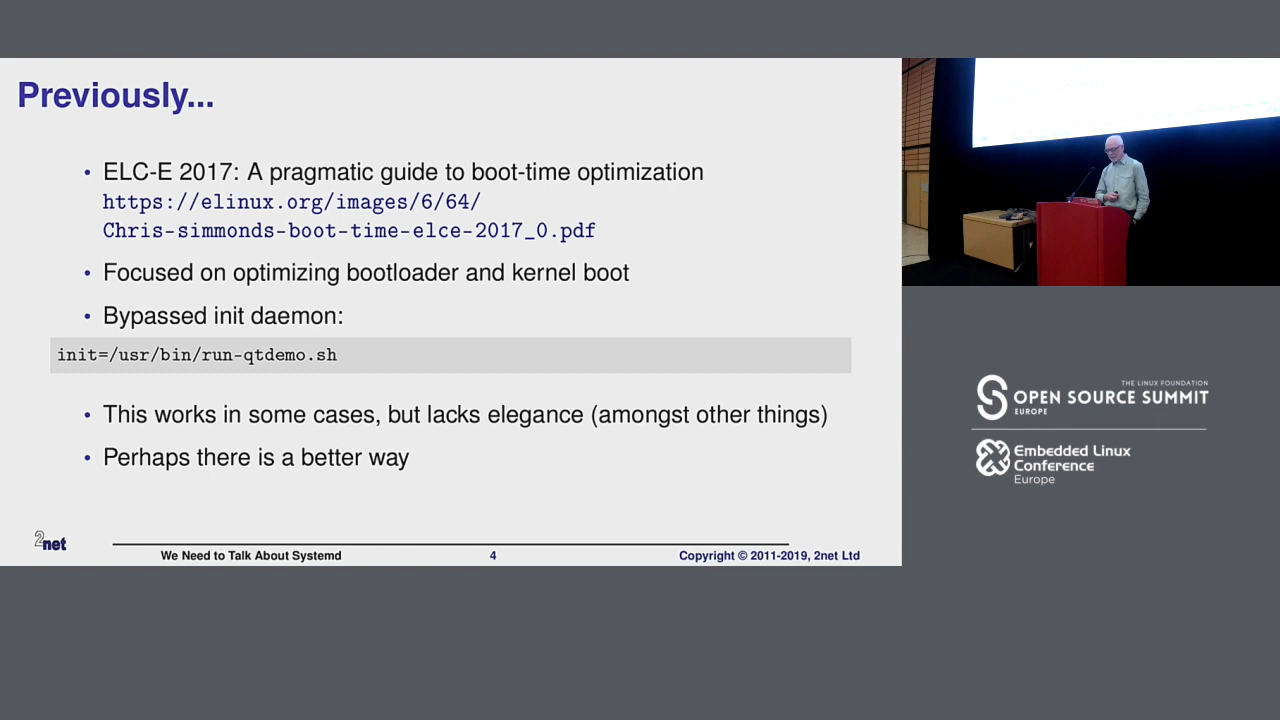 Previously...
• ELC-E 2017: A pragmatic guide to boot-time optimization
https://elinux.org/images/6/64/
Chris-simmonds-boot-time-elce-2017_0.pdf
• Focused on optimizing bootloader and kernel boot
• Bypassed init daemon:
init=/usr/bin/run-qtdemo.sh
• This works in some cases, but lacks elegance (amongst other things)
• Perhaps there is a better way
2net
We Need to Talk About Systemd 4 Copyright © 2011-2019, 2net Ltd
THE LINUX FOUNDATION
OPEN SOURCE SUMMIT
EUROPE
Embedded Linux
Conference
Europe